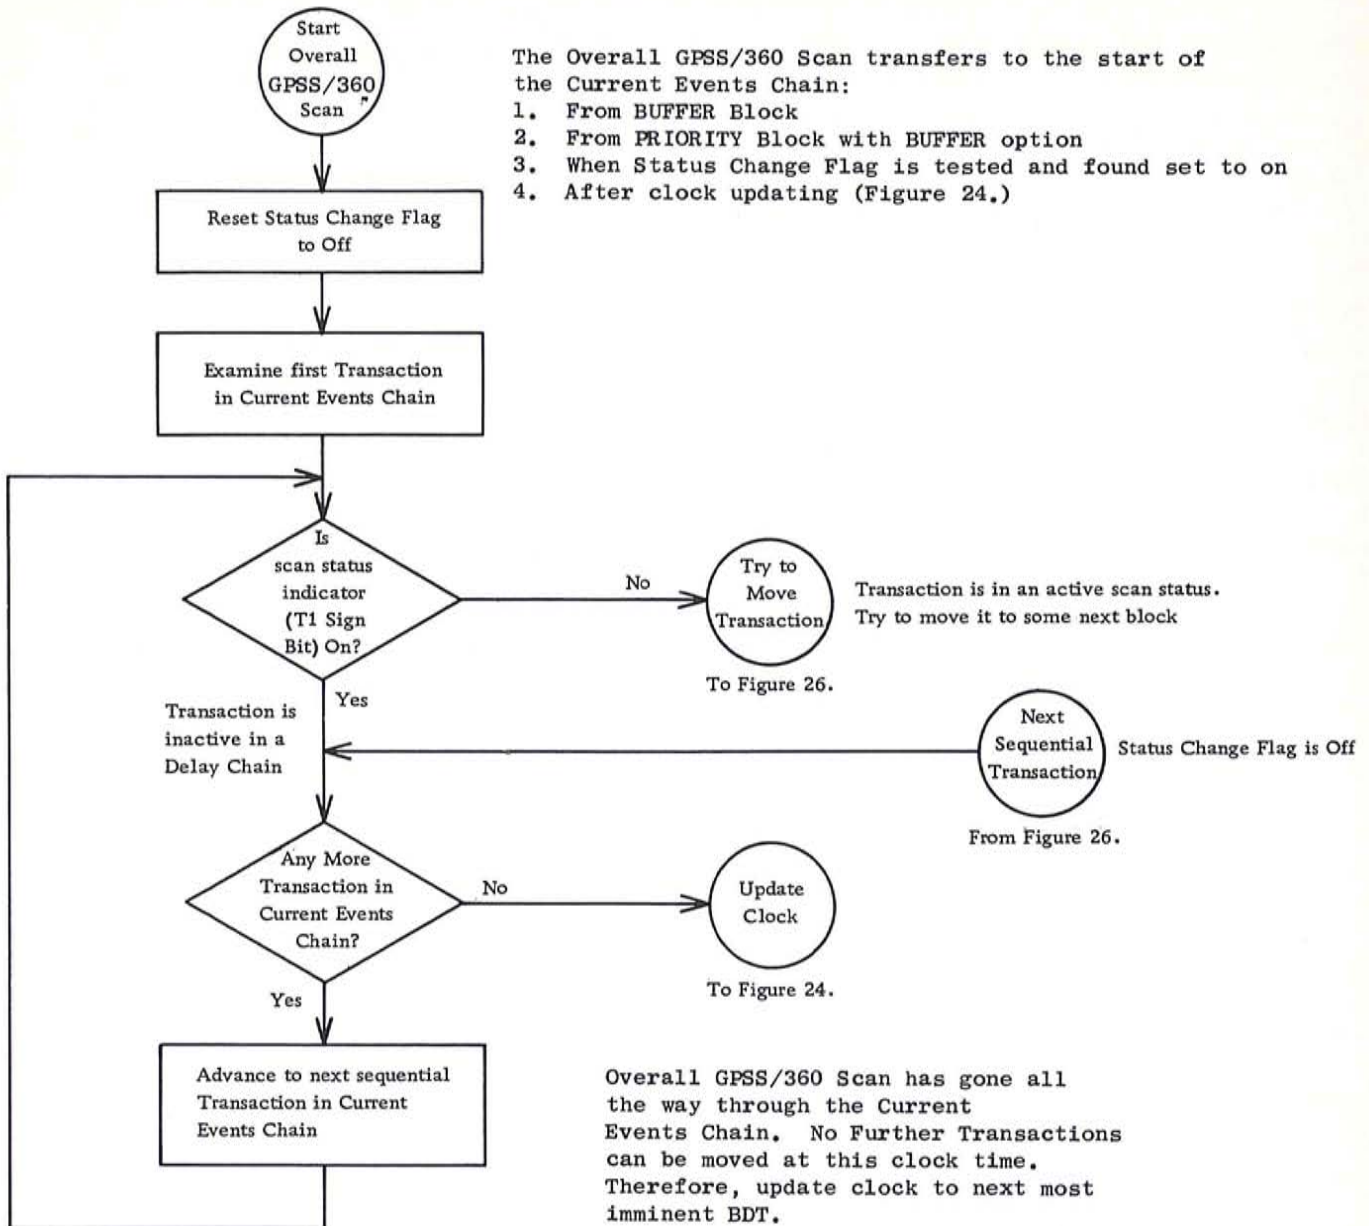 Start
Overall
GPSS/360
Scan
The Overall GPSS/360 Scan transfers to the start of
the Current Events Chain:
1. From BUFFER Block
2. From PRIORITY Block with BUFFER option
3. When Status Change Flag is tested and found set to on
4. After clock updating (Figure 24.)
Reset Status Change Flag
to Off
Examine first Transaction
in Current Events Chain
Is
scan status
indicator
(T1 Sign
Bit) On?
No
Try to
Move
Transaction
Transaction is in an active scan status.
Try to move it to some next block
To Figure 26.
Yes
Transaction is
inactive in a
Delay Chain
Next
Sequential
Transaction
Status Change Flag is Off
From Figure 26.
Any More
Transaction in
Current Events
Chain?
No
Update
Clock
To Figure 24.
Yes
Advance to next sequential
Transaction in Current
Events Chain
Overall GPSS/360 Scan has gone all
the way through the Current
Events Chain. No Further Transactions
can be moved at this clock time.
Therefore, update clock to next most
imminent BDT.